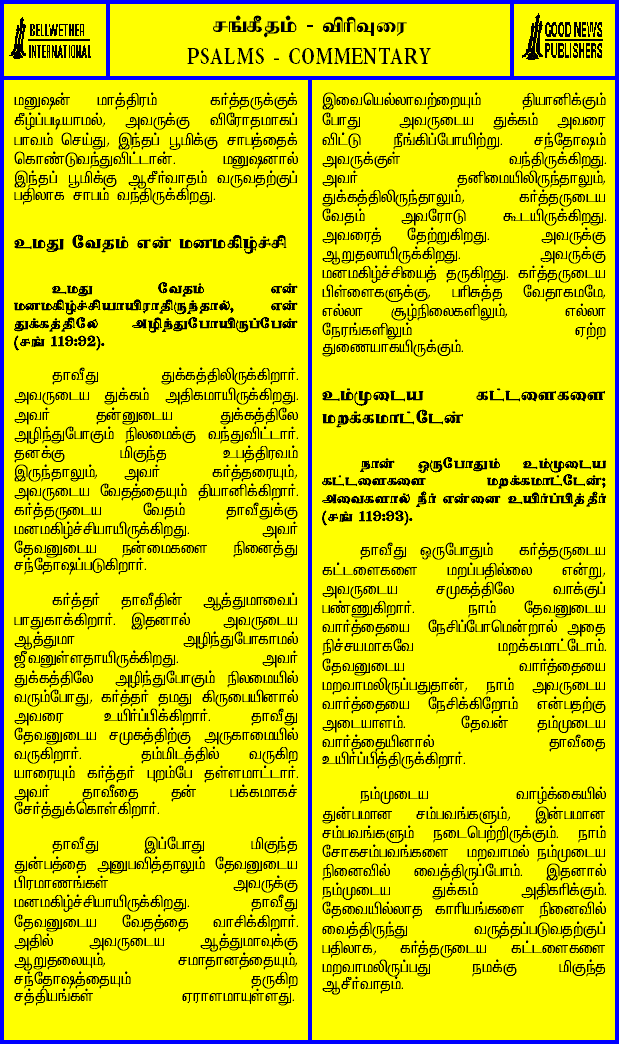 BELLWETHER
INTERNATIONAL
சங்கீதம் - விரிவுரை
PSALMS - COMMENTARY
GOOD NEWS
PUBLISHERS
மனுஷன் மாத்திரம் கர்த்தருக்குக்
கீழ்ப்படியாமல், அவருக்கு விரோதமாகப்
பாவம் செய்து, இந்தப் பூமிக்கு சாபத்தைக்
கொண்டுவந்துவிட்டான். மனுஷனால்
இந்தப் பூமிக்கு ஆசீர்வாதம் வருவதற்குப்
பதிலாக சாபம் வந்திருக்கிறது.
உமது வேதம் என் மனமகிழ்ச்சி
உமது வேதம் என்
மனமகிழ்ச்சியாயிராதிருந்தால், என்
துக்கத்திலே அழிந்துபோயிருப்பேன்
(சங் 119:92).
தாவீது துக்கத்திலிருக்கிறார்.
அவருடைய துக்கம் அதிகமாயிருக்கிறது.
அவர் தன்னுடைய துக்கத்திலே
அழிந்துபோகும் நிலமைக்கு வந்துவிட்டார்.
தனக்கு மிகுந்த உபத்திரவம்
இருந்தாலும், அவர் கர்த்தரையும்,
அவருடைய வேதத்தையும் தியானிக்கிறார்.
கர்த்தருடைய வேதம் தாவீதுக்கு
மனமகிழ்ச்சியாயிருக்கிறது. அவர்
தேவனுடைய நன்மைகளை நினைத்து
சந்தோஷப்படுகிறார்.
கர்த்தர் தாவீதின் ஆத்துமாவைப்
பாதுகாக்கிறார். இதனால் அவருடைய
ஆத்துமா அழிந்துபோகாமல்
ஜீவனுள்ளதாயிருக்கிறது. அவர்
துக்கத்திலே அழிந்துபோகும் நிலமையில்
வரும்போது, கர்த்தர் தமது கிருபையினால்
அவரை உயிர்ப்பிக்கிறார். தாவீது
தேவனுடைய சமுகத்திற்கு அருகாமையில்
வருகிறார். தம்மிடத்தில் வருகிற
யாரையும் கர்த்தர் புறம்பே தள்ளமாட்டார்.
அவர் தாவீதை தன் பக்கமாகச்
சேர்த்துக்கொள்கிறார்.
தாவீது இப்போது மிகுந்த
துன்பத்தை அனுபவித்தாலும் தேவனுடைய
பிரமாணங்கள் அவருக்கு
மனமகிழ்ச்சியாயிருக்கிறது. தாவீது
தேவனுடைய வேதத்தை வாசிக்கிறார்.
அதில் அவருடைய ஆத்துமாவுக்கு
ஆறுதலையும், சமாதானத்தையும்,
சந்தோஷத்தையும் தருகிற
சத்தியங்கள் ஏராளமாயுள்ளது.
இவையெல்லாவற்றையும் தியானிக்கும்
போது அவருடைய துக்கம் அவரை
விட்டு நீங்கிப்போயிற்று. சந்தோஷம்
அவருக்குள் வந்திருக்கிறது.
அவர் தனிமையிலிருந்தாலும்,
துக்கத்திலிருந்தாலும், கர்த்தருடைய
வேதம் அவரோடு கூடயிருக்கிறது.
அவரைத் தேற்றுகிறது. அவருக்கு
ஆறுதலாயிருக்கிறது. அவருக்கு
மனமகிழ்ச்சியைத் தருகிறது. கர்த்தருடைய
பிள்ளைகளுக்கு, பரிசுத்த வேதாகமமே,
எல்லா சூழ்நிலைகளிலும், எல்லா
நேரங்களிலும் ஏற்ற
துணையாகயிருக்கும்.
உம்முடைய கட்டளைகளை
மறக்கமாட்டேன்
நான் ஒருபோதும் உம்முடைய
கட்டளைகளை மறக்கமாட்டேன்;
அவைகளால் நீர் என்னை உயிர்ப்பித்தீர்
(சங் 119:93).
தாவீது ஒருபோதும் கர்த்தருடைய
கட்டளைகளை மறப்பதில்லை என்று,
அவருடைய சமுகத்திலே வாக்குப்
பண்ணுகிறார். நாம் தேவனுடைய
வார்த்தையை நேசிப்போமென்றால் அதை
நிச்சயமாகவே மறக்கமாட்டோம்.
தேவனுடைய வார்த்தையை
மறவாமலிருப்பதுதான், நாம் அவருடைய
வார்த்தையை நேசிக்கிறோம் என்பதற்கு
அடையாளம். தேவன் தம்முடைய
வார்த்தையினால் தாவீதை
உயிர்ப்பித்திருக்கிறார்.
நம்முடைய வாழ்க்கையில்
துன்பமான சம்பவங்களும், இன்பமான
சம்பவங்களும் நடைபெற்றிருக்கும். நாம்
சோகசம்பவங்களை மறவாமல் நம்முடைய
நினைவில் வைத்திருப்போம். இதனால்
நம்முடைய துக்கம் அதிகரிக்கும்.
தேவையில்லாத காரியங்களை நினைவில்
வைத்திருந்து வருத்தப்படுவதற்குப்
பதிலாக, கர்த்தருடைய கட்டளைகளை
மறவாமலிருப்பது நமக்கு மிகுந்த
ஆசீர்வாதம்.